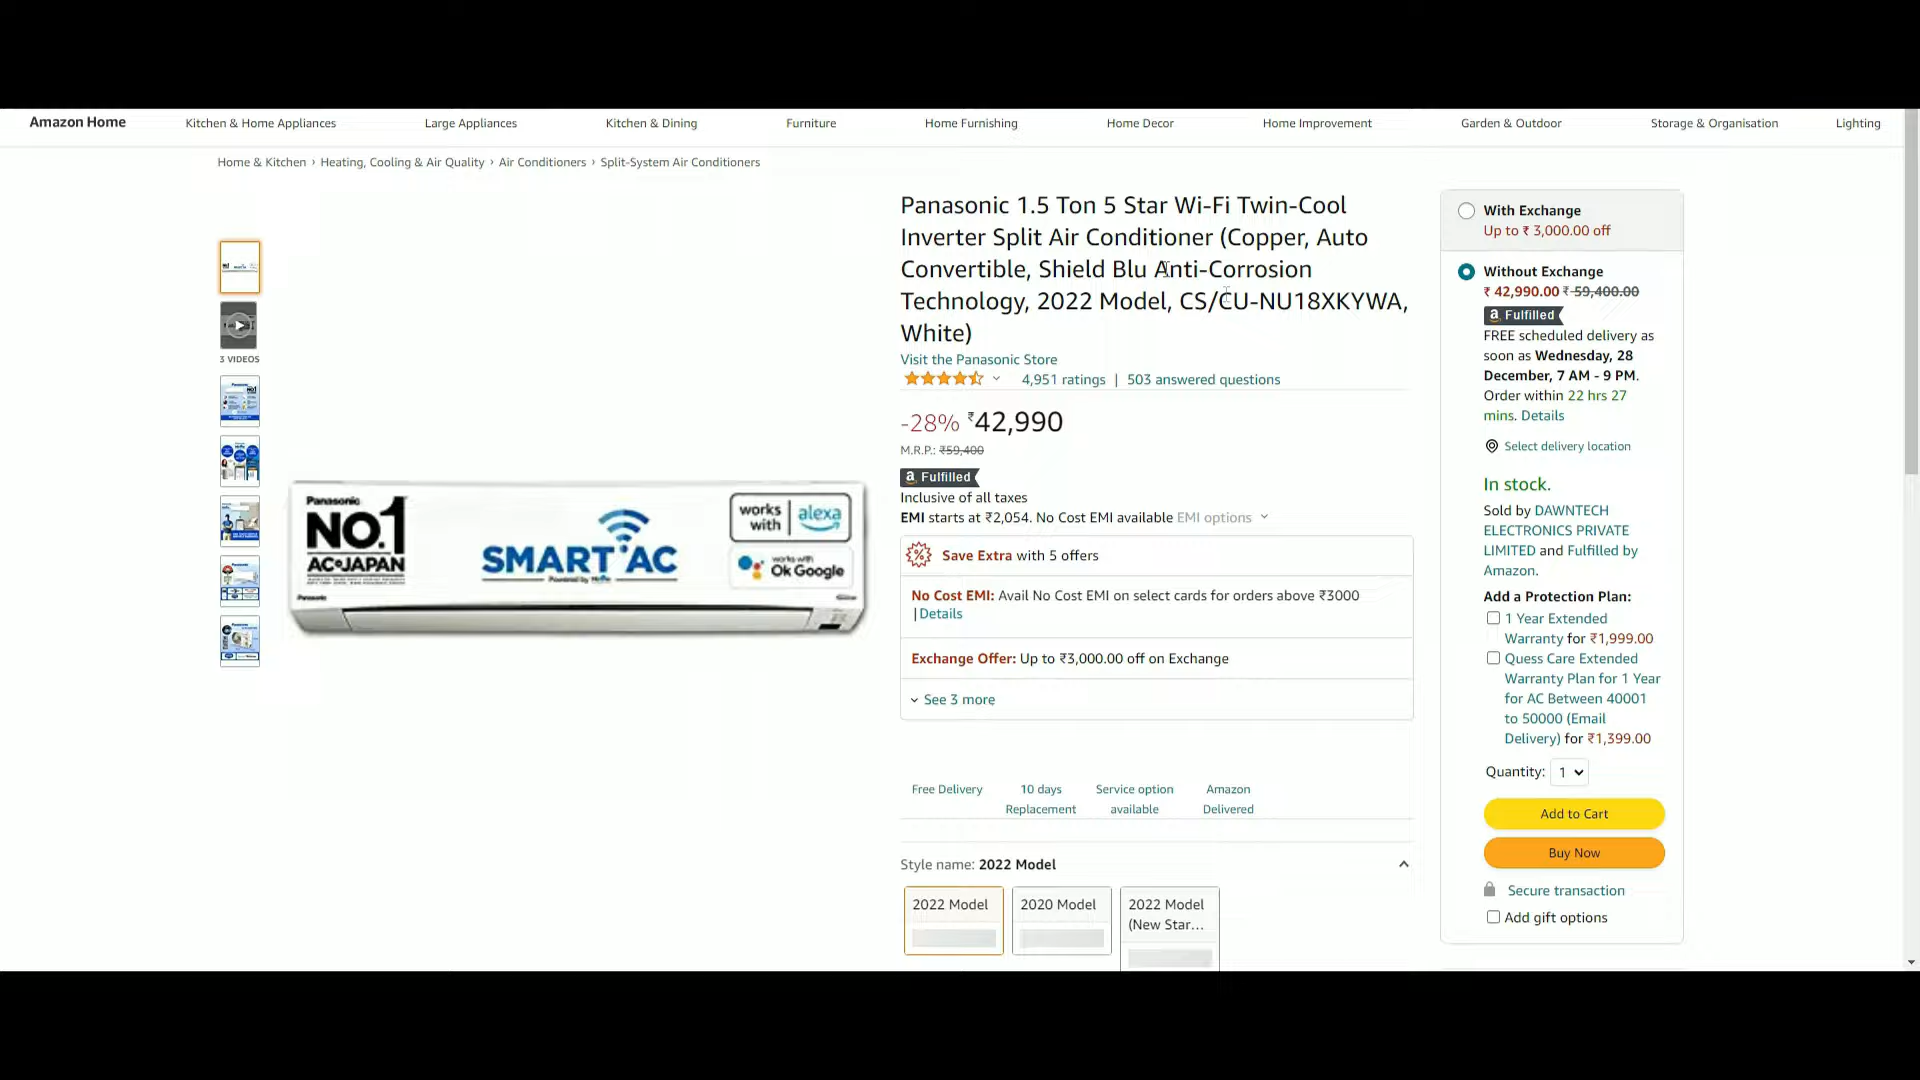 Amazon Home
Kitchen & Home Appliances
Large Appliances
Kitchen & Dining
Furniture
Home Furnishing
Home Decor
Home Improvement
Garden & Outdoor
Storage & Organisation
Lighting
Home & Kitchen › Heating, Cooling & Air Quality › Air Conditioners › Split-System Air Conditioners
3 VIDEOS
Panasonic
NO.1
AC IN JAPAN
SMART AC
Powered by
works with
alexa
works with
Ok Google
Panasonic
Panasonic 1.5 Ton 5 Star Wi-Fi Twin-Cool
Inverter Split Air Conditioner (Copper, Auto
Convertible, Shield Blu Anti-Corrosion
Technology, 2022 Model, CS/CU-NU18XKYWA,
White)
Visit the Panasonic Store
4,951 ratings | 503 answered questions
-28% ₹42,990
M.R.P.: ₹59,400
a Fulfilled
Inclusive of all taxes
EMI starts at ₹2,054. No Cost EMI available EMI options
Save Extra with 5 offers
No Cost EMI: Avail No Cost EMI on select cards for orders above ₹3000
| Details
Exchange Offer: Up to ₹3,000.00 off on Exchange
See 3 more
Free Delivery
10 days
Replacement
Service option
available
Amazon
Delivered
Style name: 2022 Model
2022 Model
2020 Model
2022 Model
(New Star...
With Exchange
Up to ₹ 3,000.00 off
Without Exchange
₹ 42,990.00 ₹ 59,400.00
a Fulfilled
FREE scheduled delivery as
soon as Wednesday, 28
December, 7 AM - 9 PM.
Order within 22 hrs 27
mins. Details
Select delivery location
In stock.
Sold by DAWNTECH
ELECTRONICS PRIVATE
LIMITED and Fulfilled by
Amazon.
Add a Protection Plan:
1 Year Extended
Warranty for ₹1,999.00
Quess Care Extended
Warranty Plan for 1 Year
for AC Between 40001
to 50000 (Email
Delivery) for ₹1,399.00
Quantity: 1
Add to Cart
Buy Now
Secure transaction
Add gift options